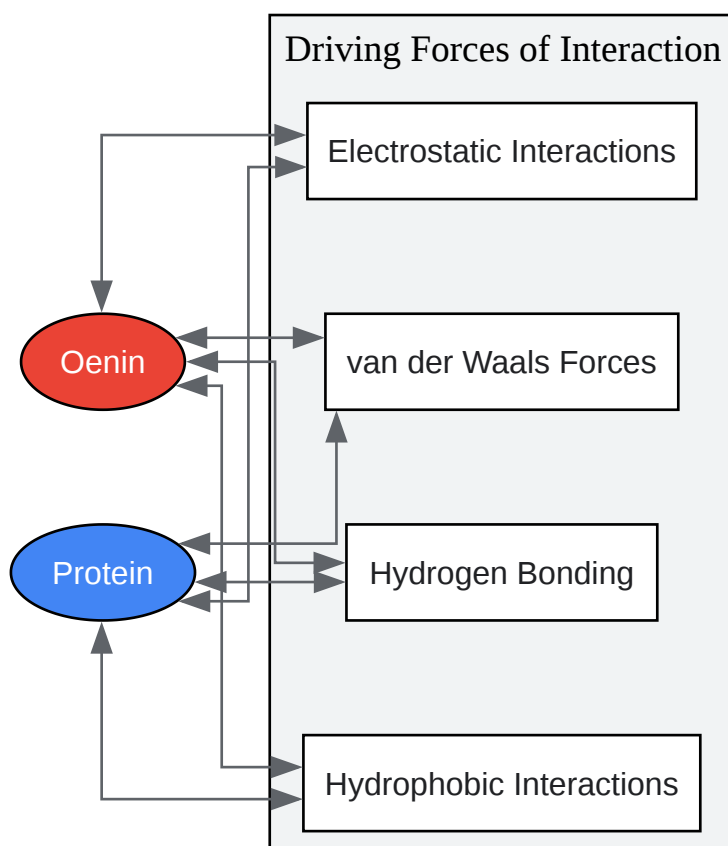 Driving Forces of Interaction
Electrostatic Interactions
Oenin
van der Waals Forces
Protein
Hydrogen Bonding
Hydrophobic Interactions